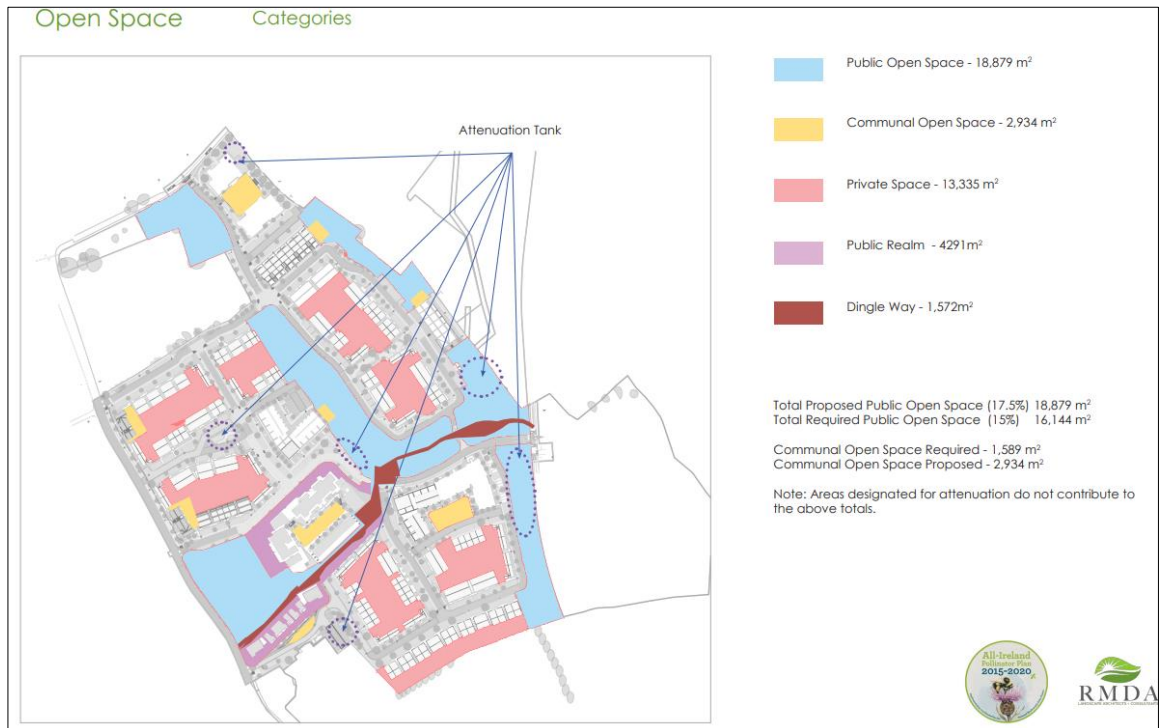 Open Space
Categories
Attenuation Tank
Public Open Space - 18,879 m²
Communal Open Space - 2,934 m²
Private Space - 13,335 m²
Public Realm - 4291m²
Dingle Way - 1,572m²
Total Proposed Public Open Space (17.5%) 18,879 m²
Total Required Public Open Space (15%) 16,144 m²
Communal Open Space Required - 1,589 m²
Communal Open Space Proposed - 2,934 m²
Note: Areas designated for attenuation do not contribute to
the above totals.
All-Ireland
Pollinator Plan
2015-2020
RMDA
LANDSCAPE ARCHITECTS + CONSULTANTS